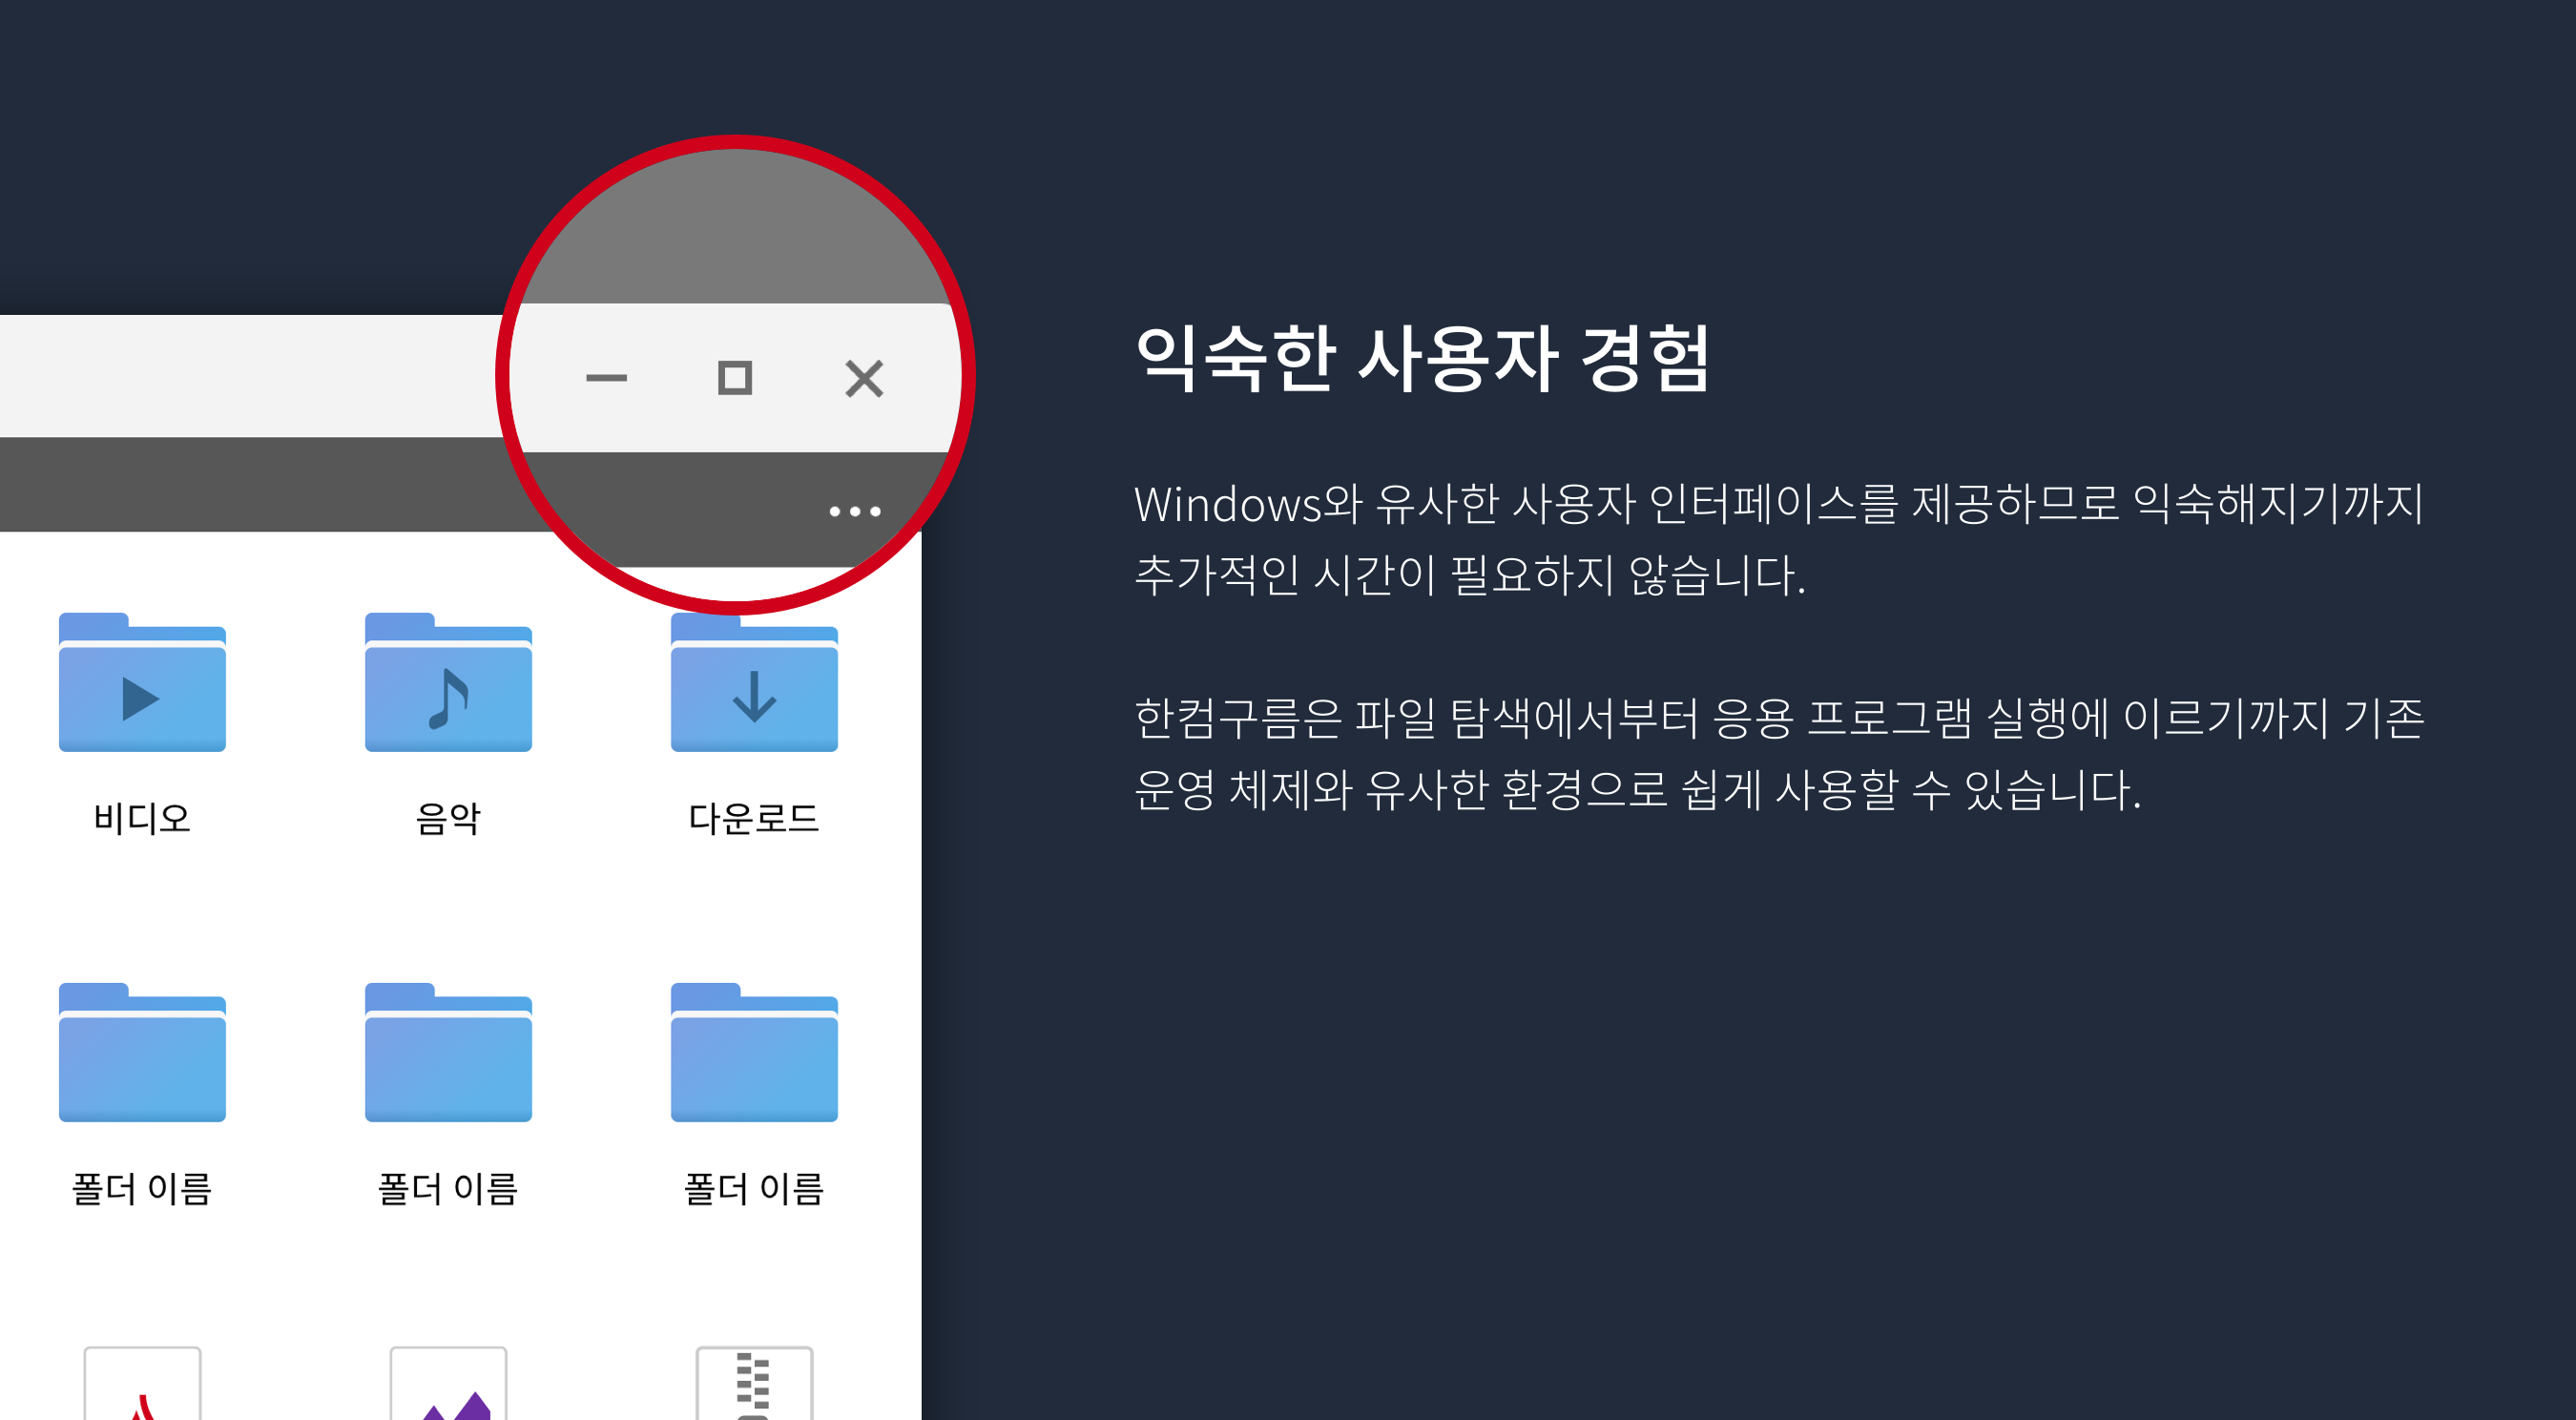 익숙한 사용자 경험
Windows와 유사한 사용자 인터페이스를 제공하므로 익숙해지기까지
추가적인 시간이 필요하지 않습니다.
한컴구름은 파일 탐색에서부터 응용 프로그램 실행에 이르기까지 기존
운영 체제와 유사한 환경으로 쉽게 사용할 수 있습니다.
비디오 음악 다운로드
폴더 이름 폴더 이름 폴더 이름